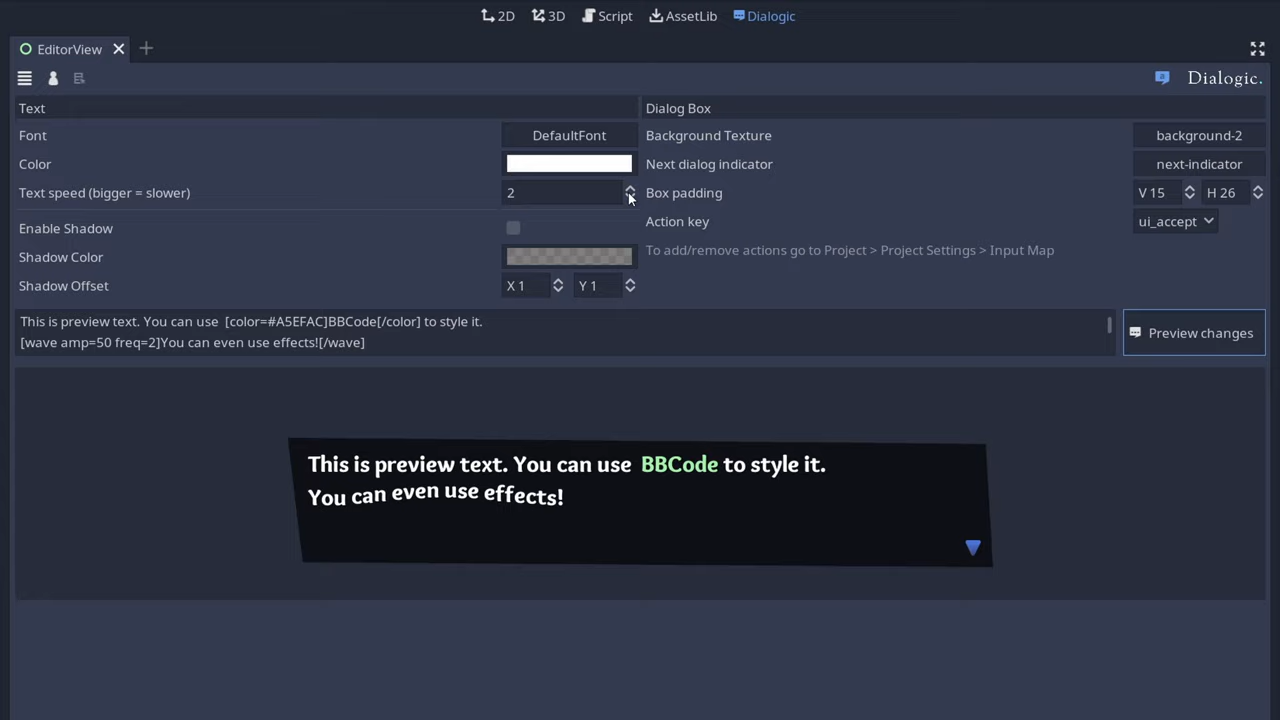 2D 3D Script AssetLib Dialogic
EditorView
Dialogic.
Text
Font DefaultFont
Color
Text speed (bigger = slower) 2
Enable Shadow
Shadow Color
Shadow Offset X 1 Y 1
Dialog Box
Background Texture background-2
Next dialog indicator next-indicator
Box padding V 15 H 26
Action key ui_accept
To add/remove actions go to Project > Project Settings > Input Map
This is preview text. You can use  [color=#A5EFAC]BBCode[/color] to style it.
[wave amp=50 freq=2]You can even use effects![/wave]
Preview changes
This is preview text. You can use  BBCode to style it.
You can even use effects!